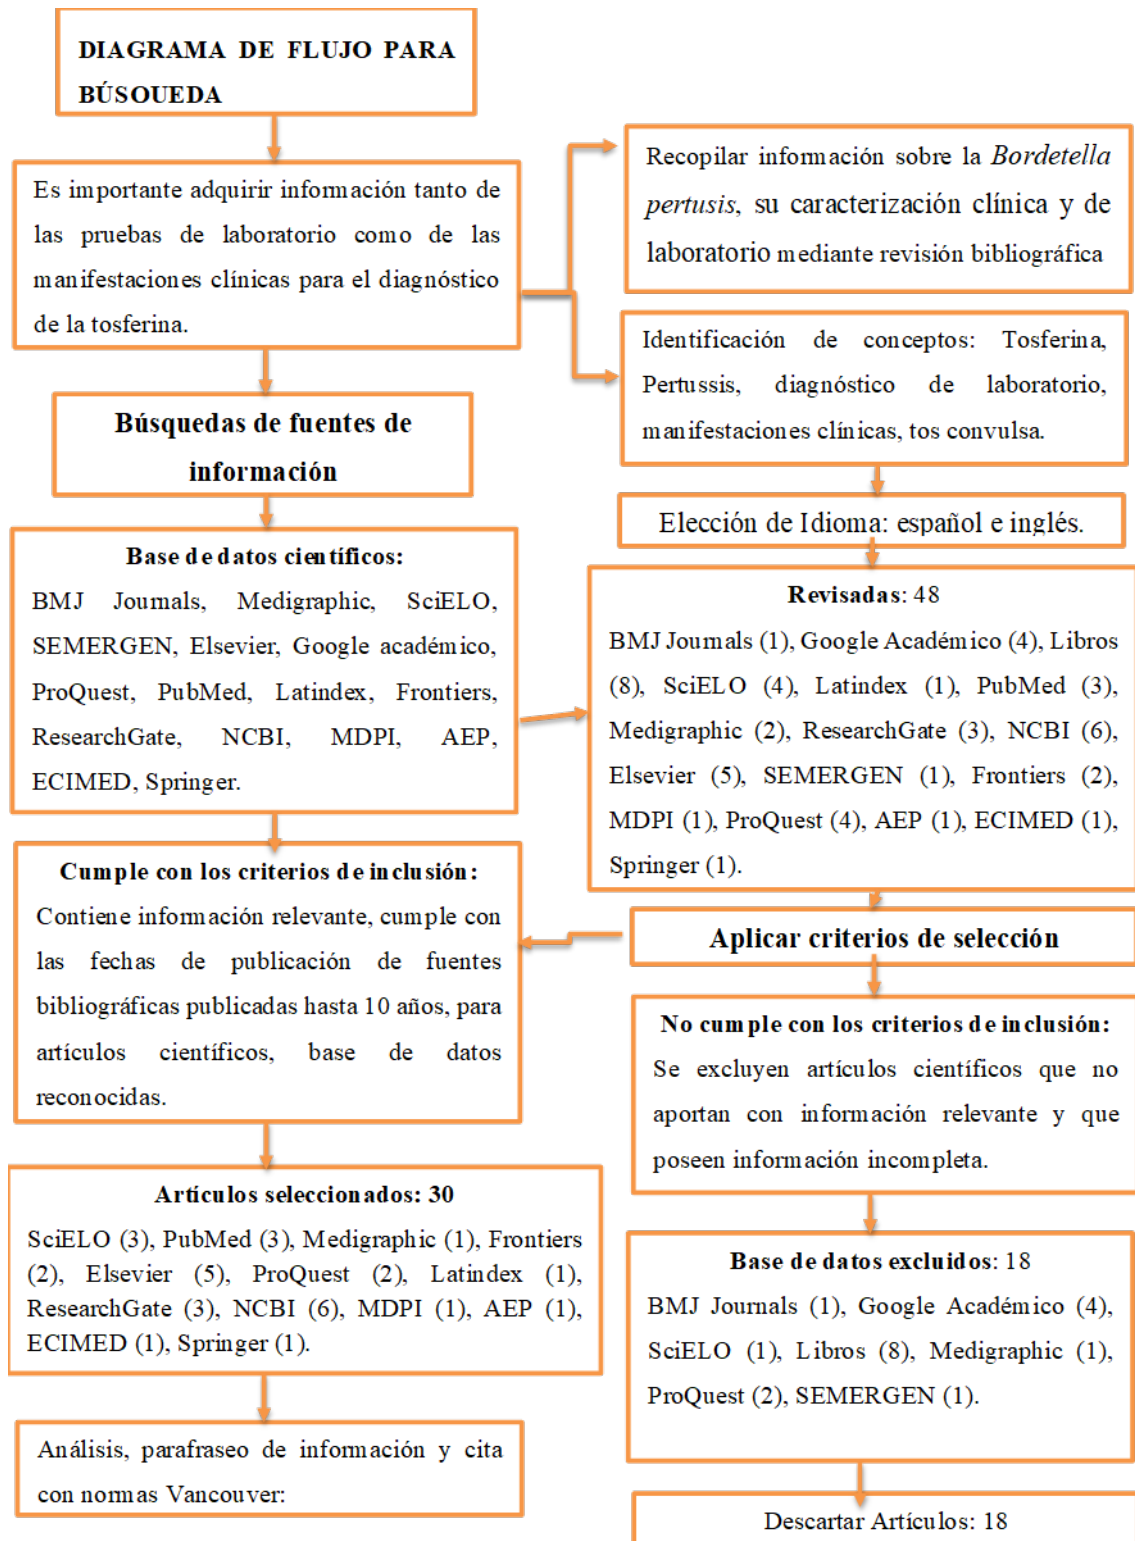 DIAGRAMA DE FLUJO PARA
BÚSOUEDA
Es importante adquirir información tanto de
las pruebas de laboratorio como de las
manifestaciones clínicas para el diagnóstico
de la tosferina.
Recopilar información sobre la Bordetella
pertusis, su caracterización clínica y de
laboratorio mediante revisión bibliográfica
Identificación de conceptos: Tosferina,
Pertussis, diagnóstico de laboratorio,
manifestaciones clínicas, tos convulsa.
Búsquedas de fuentes de
información
Elección de Idioma: español e inglés.
Base de datos científicos:
BMJ Journals, Medigraphic, SciELO,
SEMERGEN, Elsevier, Google académico,
ProQuest, PubMed, Latindex, Frontiers,
ResearchGate, NCBI, MDPI, AEP,
ECIMED, Springer.
Revisadas: 48
BMJ Journals (1), Google Académico (4), Libros
(8), SciELO (4), Latindex (1), PubMed (3),
Medigraphic (2), ResearchGate (3), NCBI (6),
Elsevier (5), SEMERGEN (1), Frontiers (2),
MDPI (1), ProQuest (4), AEP (1), ECIMED (1),
Springer (1).
Cumple con los criterios de inclusión:
Contiene información relevante, cumple con
las fechas de publicación de fuentes
bibliográficas publicadas hasta 10 años, para
artículos científicos, base de datos
reconocidas.
Aplicar criterios de selección
No cumple con los criterios de inclusión:
Se excluyen artículos científicos que no
aportan con información relevante y que
poseen información incompleta.
Artículos seleccionados: 30
SciELO (3), PubMed (3), Medigraphic (1), Frontiers
(2), Elsevier (5), ProQuest (2), Latindex (1),
ResearchGate (3), NCBI (6), MDPI (1), AEP (1),
ECIMED (1), Springer (1).
Base de datos excluidos: 18
BMJ Journals (1), Google Académico (4),
SciELO (1), Libros (8), Medigraphic (1),
ProQuest (2), SEMERGEN (1).
Análisis, parafraseo de información y cita
con normas Vancouver:
Descartar Artículos: 18